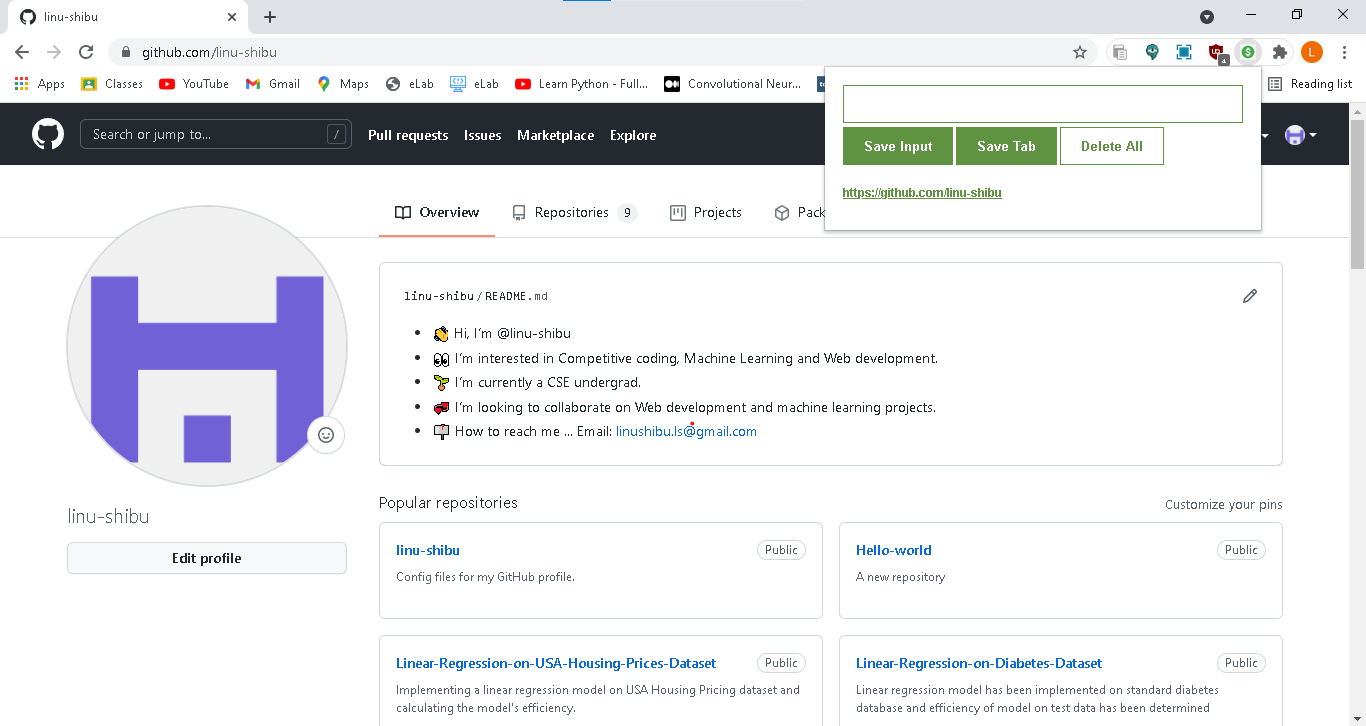 linu-shibu
github.com/linu-shibu
4
L
Apps
Classes
YouTube
Gmail
Maps
eLab
eLab
Learn Python - Full...
Convolutional Neur...
Reading list
Search or jump to...
/
Pull requests
Issues
Marketplace
Explore
Save Input
Save Tab
Delete All
https://github.com/linu-shibu
Overview
Repositories 9
Projects
Pack
linu-shibu/README.md
Hi, I'm @linu-shibu
I'm interested in Competitive coding, Machine Learning and Web development.
I'm currently a CSE undergrad.
I'm looking to collaborate on Web development and machine learning projects.
How to reach me ... Email: linushibu.ls@gmail.com
linu-shibu
Edit profile
Popular repositories
Customize your pins
linu-shibu
Public
Config files for my GitHub profile.
Hello-world
Public
A new repository
Linear-Regression-on-USA-Housing-Prices-Dataset
Public
Implementing a linear regression model on USA Housing Pricing dataset and
calculating the model's efficiency.
Linear-Regression-on-Diabetes-Dataset
Public
Linear regression model has been implemented on standard diabetes
database and efficiency of model on test data has been determined